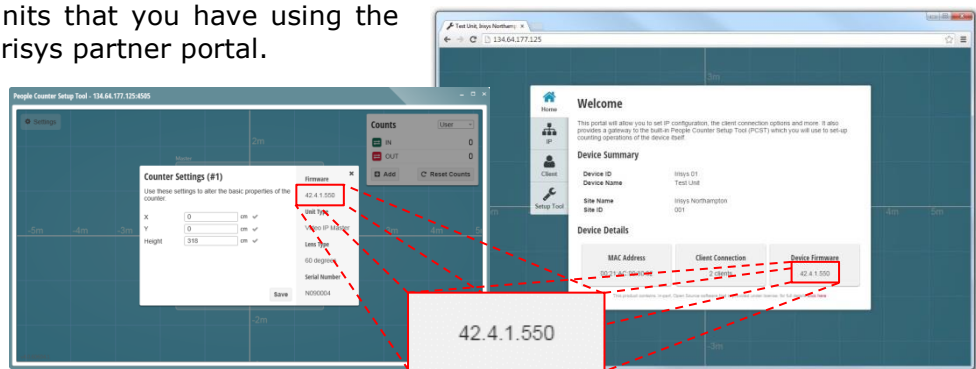 nits that you have using the
risys partner portal.
People Counter Setup Tool - 134.64.177.125:4505
Settings
2m
-5m -4m -3m
3m 4m
-2m
Counts
User
IN 0
OUT 0
Add
Reset Counts
Counter Settings (#1)
Use these settings to alter the basic properties of the
counter.
X 0 cm
Y 0 cm
Height 318 cm
Save
Firmware
42.4.1.550
Unit Type
Video IP Master
Lens Type
60 degree
Serial Number
N090004
Test Unit, Irisys Northamp
134.64.177.125
3m
4m 5m
-3m
Home
IP
Client
Setup Tool
Welcome
This portal will allow you to set IP configuration, the client connection options and more. It also
provides a gateway to the built-in People Counter Setup Tool (PCST) which you will use to set-up
counting operations of the device itself.
Device Summary
Device ID Irisys 01
Device Name Test Unit
Site Name Irisys Northampton
Site ID 001
Device Details
MAC Address
Client Connection
2 clients
Device Firmware
42.4.1.550
42.4.1.550